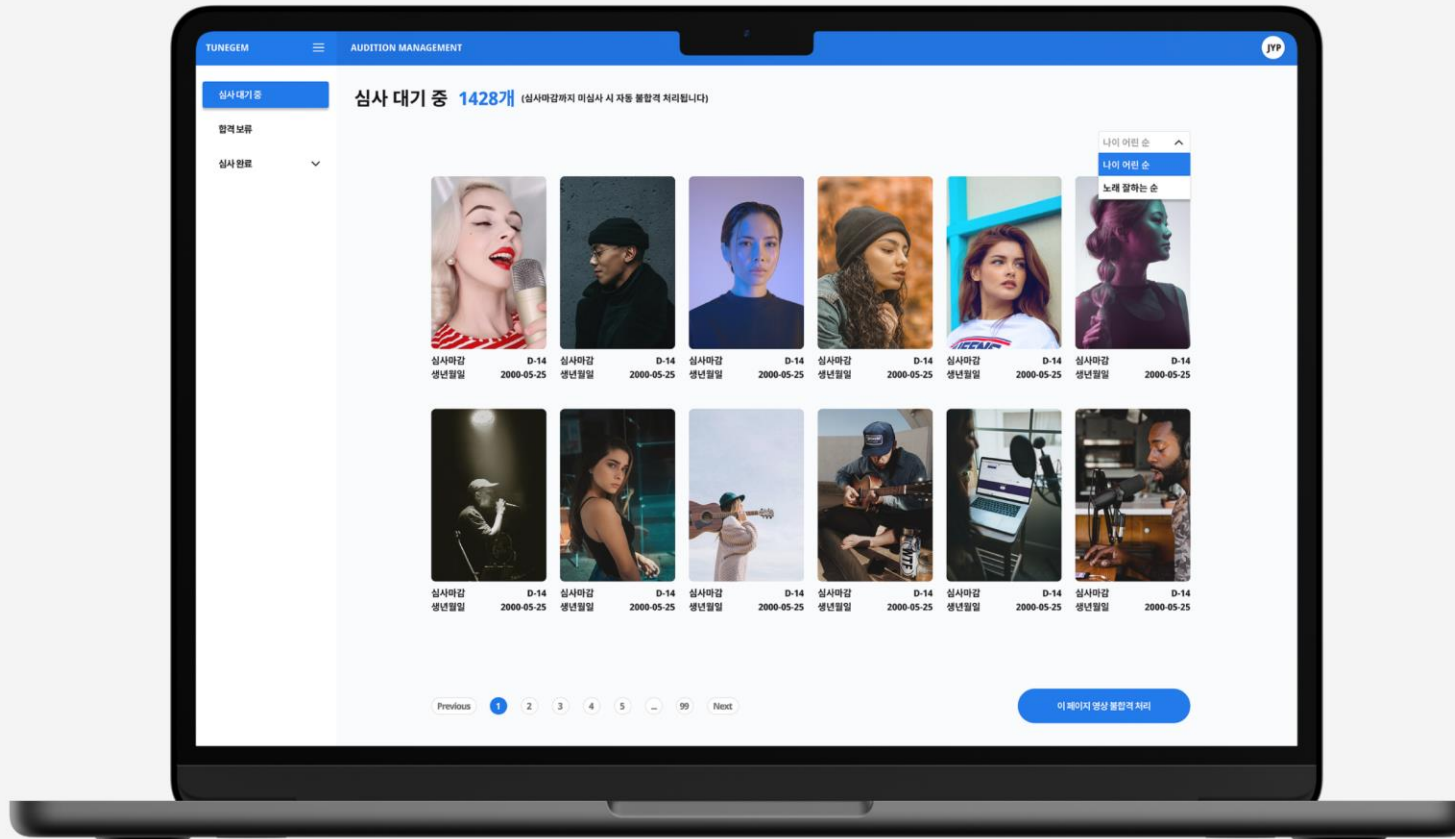 TUNEGEM
AUDITION MANAGEMENT
JYP
심사 대기 중
합격 보류
심사 완료
심사 대기 중 1428개 (심사마감까지 미심사 시 자동 불합격 처리됩니다)
나이 어린 순
나이 어린 순
노래 잘하는 순
QUEENS
심사마감 D-14 심사마감 D-14 심사마감 D-14 심사마감 D-14 심사마감 D-14 심사마감 D-14
생년월일 2000-05-25 생년월일 2000-05-25 생년월일 2000-05-25 생년월일 2000-05-25 생년월일 2000-05-25 생년월일 2000-05-25
WTF
심사마감 D-14 심사마감 D-14 심사마감 D-14 심사마감 D-14 심사마감 D-14 심사마감 D-14
생년월일 2000-05-25 생년월일 2000-05-25 생년월일 2000-05-25 생년월일 2000-05-25 생년월일 2000-05-25 생년월일 2000-05-25
Previous 1 2 3 4 5 ... 99 Next
이 페이지 영상 불합격 처리